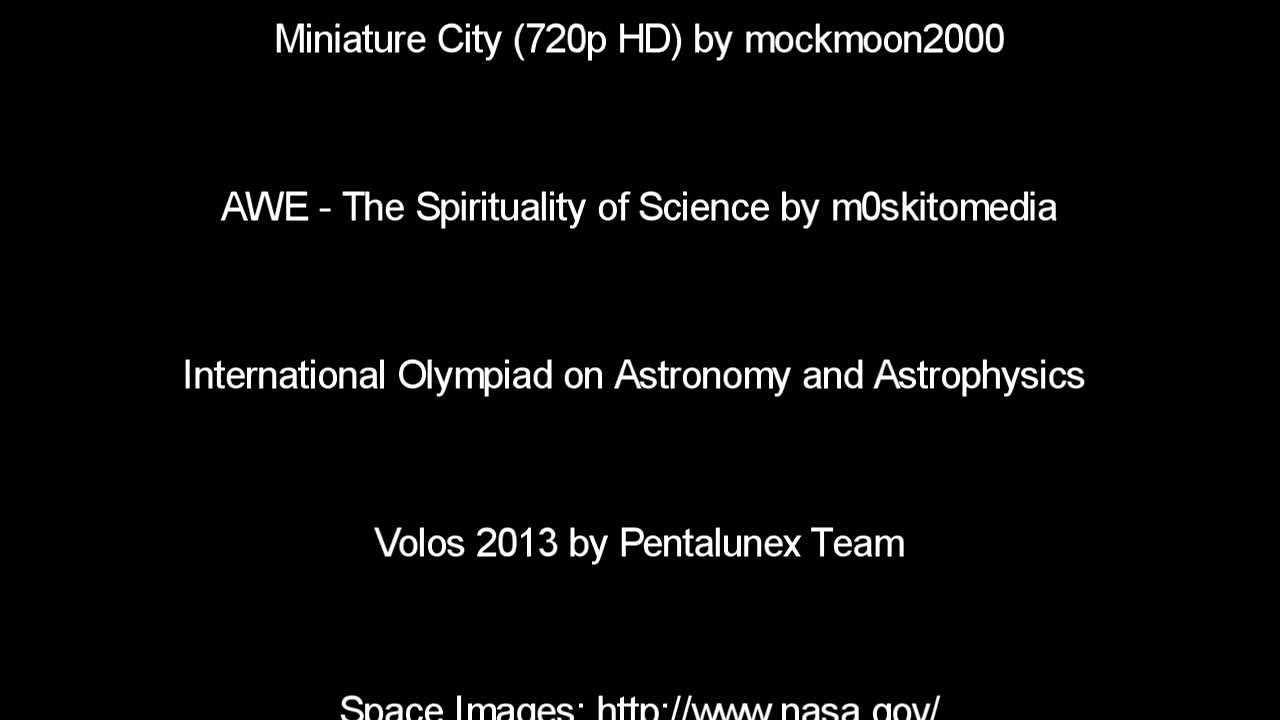 Miniature City (720p HD) by mockmoon2000
AWE - The Spirituality of Science by m0skitomedia
International Olympiad on Astronomy and Astrophysics
Volos 2013 by Pentalunex Team
Space Images: http://www.nasa.gov/